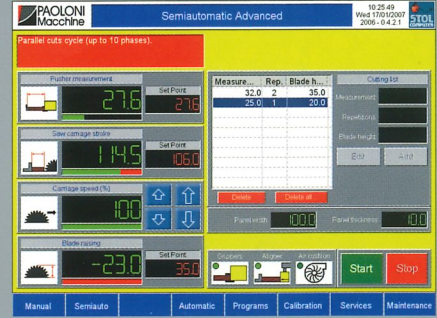 PAOLONI
Macchine
Semiautomatic Advanced
10:25:49
Wed 17/01/2007
2006 - 0.4.2.1
STOL
COMPUTER
Parallel cuts cycle (up to 10 phases).
Pusher measurement
27.6
Set Point
27.6
Saw carriage stroke
114.5
Set Point
106.0
Carriage speed (%)
100
Blade raising
-23.0
Set Point
35.0
Measure... Rep. Blade h...
32.0 2 35.0
25.0 1 20.0
Delete Delete all
Cutting list
Measurement
Repetitions
Blade height
Edit Add
Panel width 100.0 Panel thickness 10.0
Grippers Aligner Air cushion
Start Stop
Manual Semiauto Automatic Programs Calibration Services Maintenance